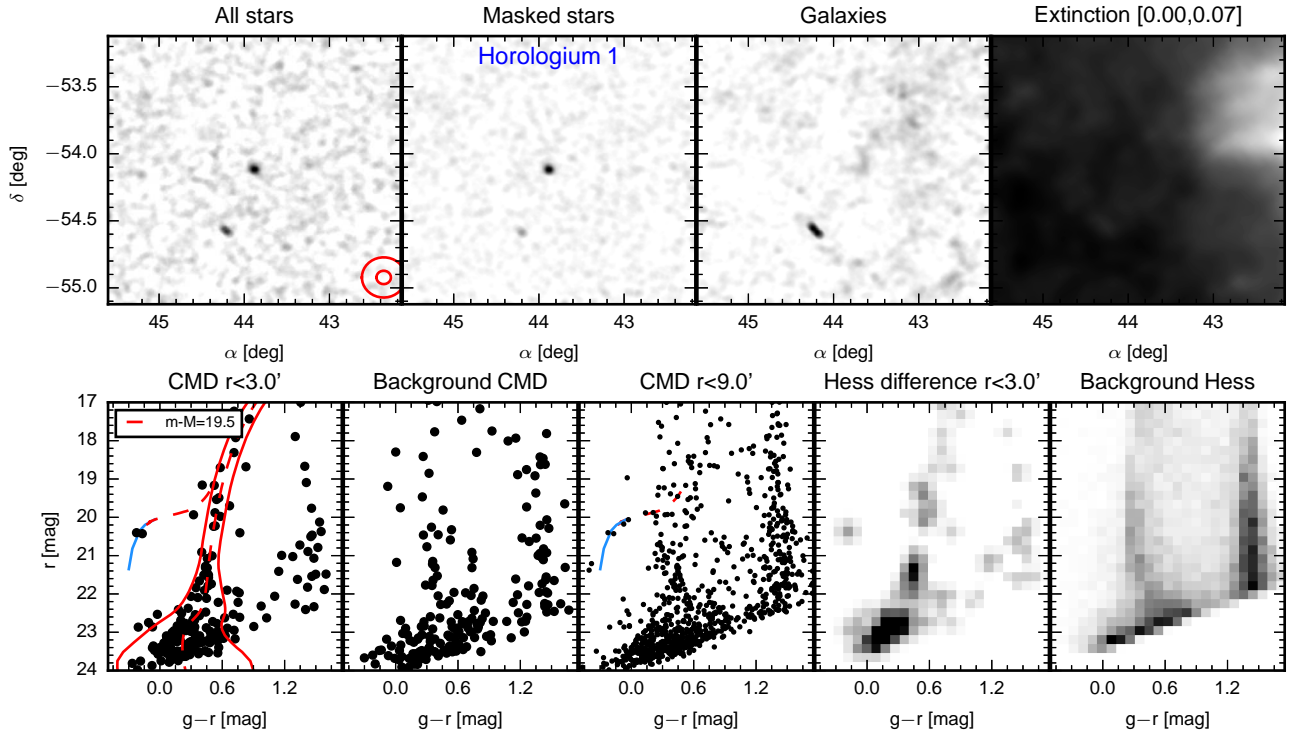 All stars Masked stars Galaxies Extinction [0.00,0.07]
Horologium 1
δ [deg]
−53.5
−54.0
−54.5
−55.0
45 44 43 45 44 43 45 44 43 45 44 43
α [deg] α [deg] α [deg] α [deg]
CMD r<3.0' Background CMD CMD r<9.0' Hess difference r<3.0' Background Hess
r [mag]
17
18
19
20
21
22
23
24
m-M=19.5
0.0 0.6 1.2 0.0 0.6 1.2 0.0 0.6 1.2 0.0 0.6 1.2 0.0 0.6 1.2
g−r [mag] g−r [mag] g−r [mag] g−r [mag] g−r [mag]